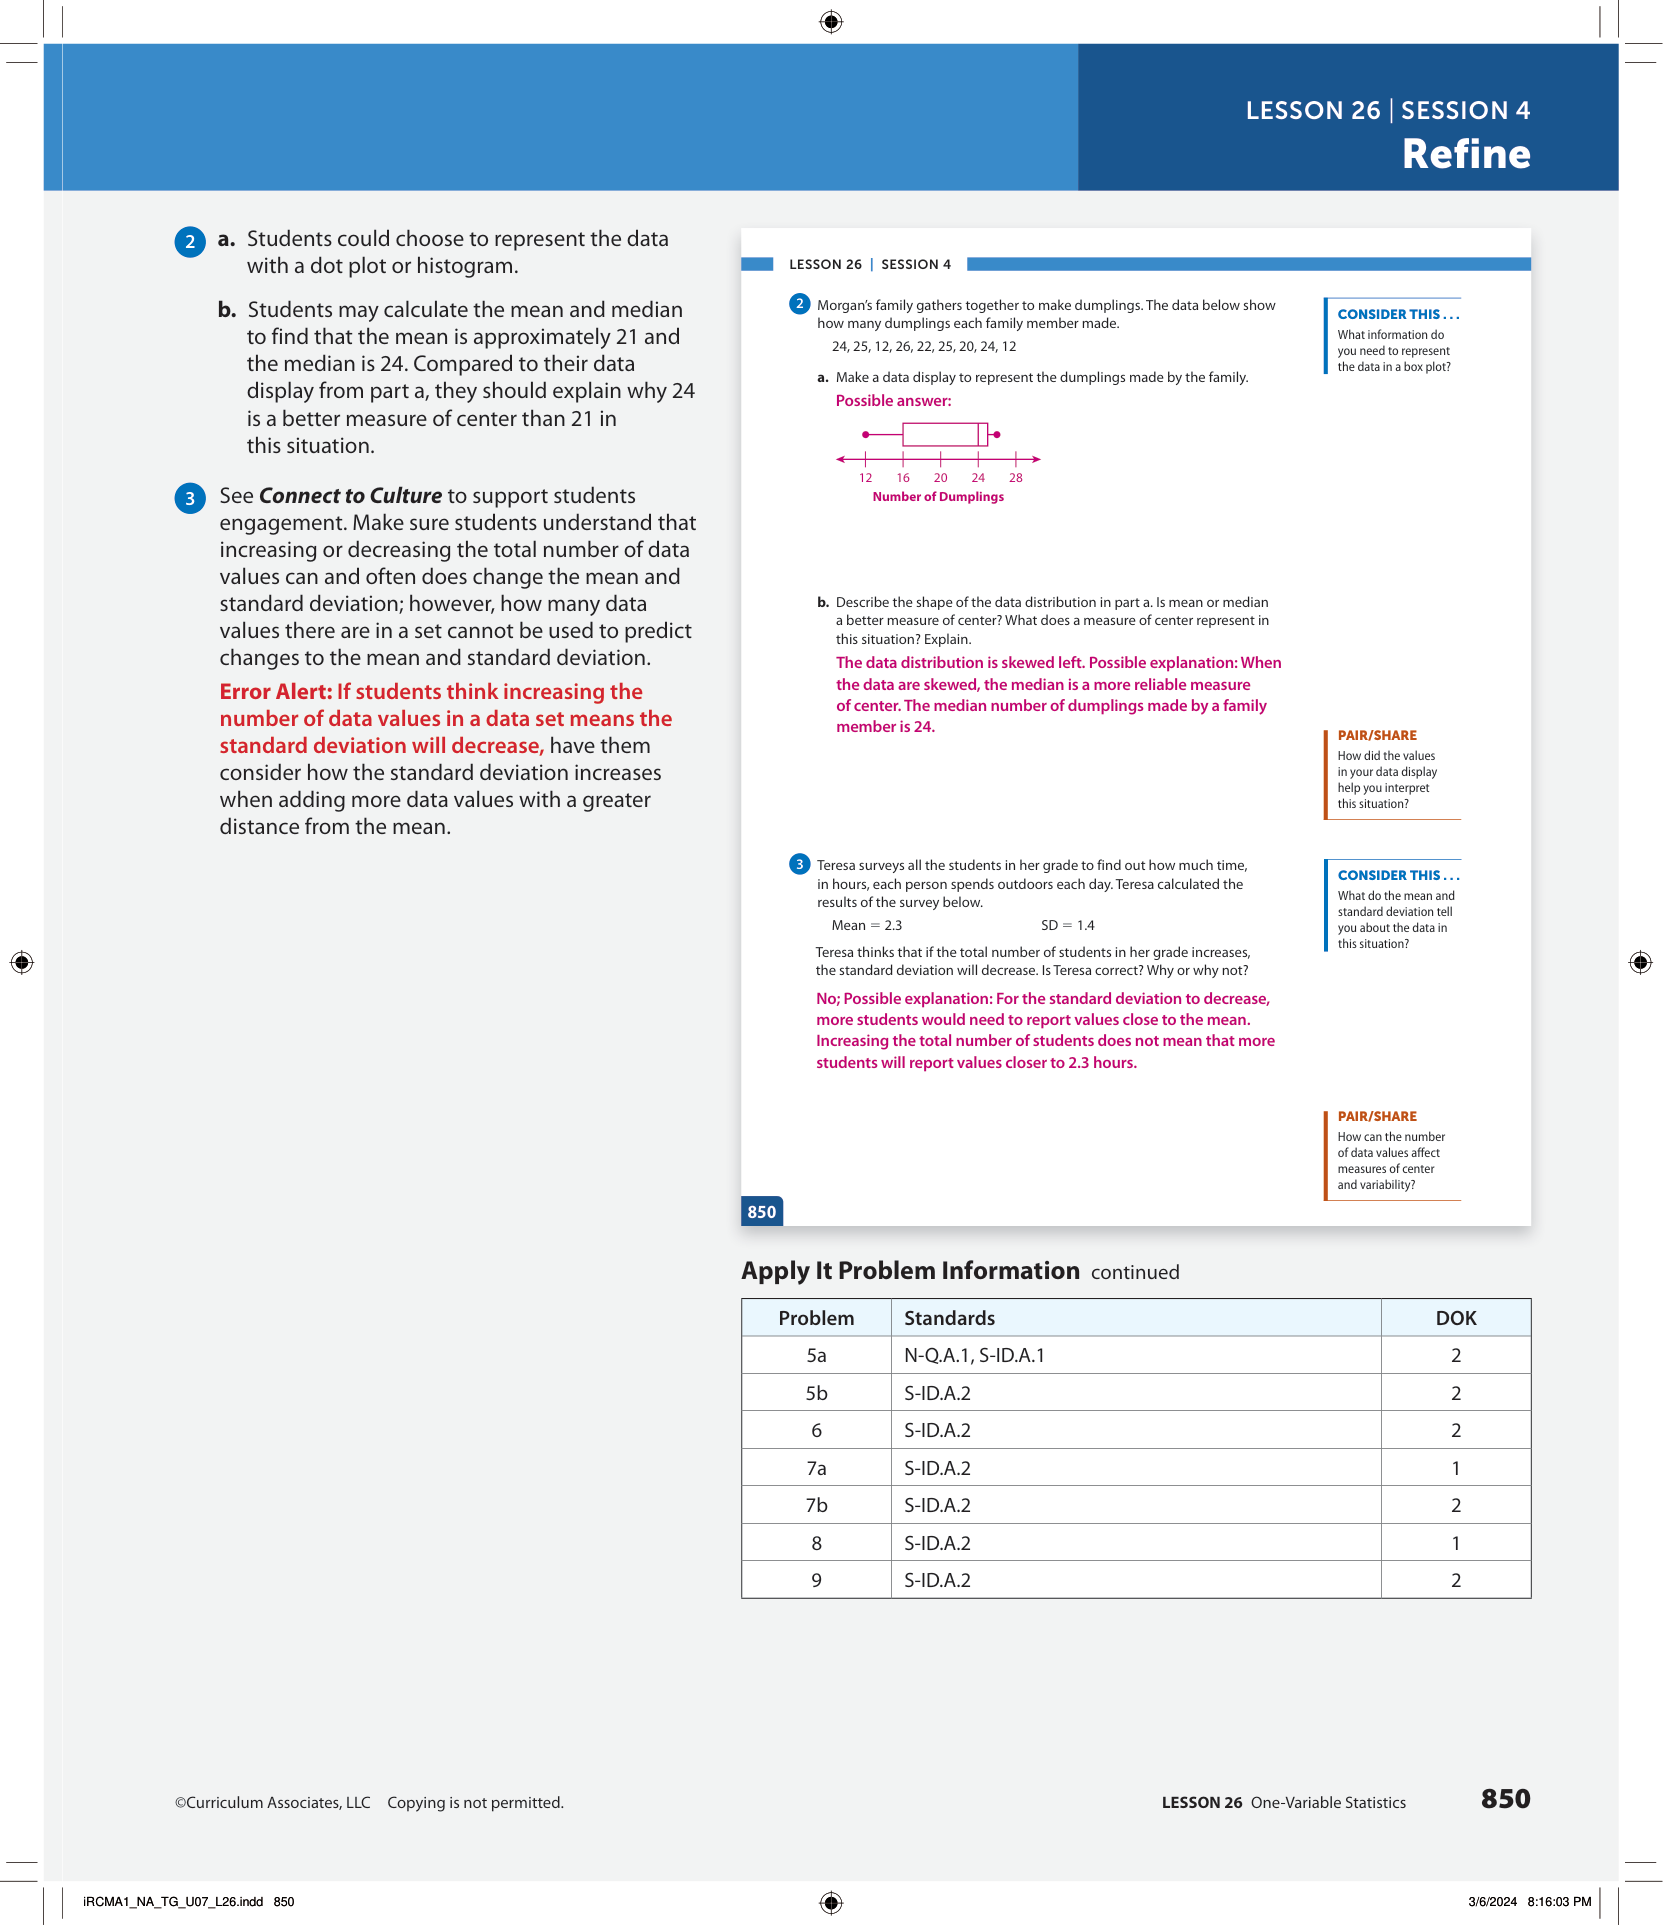 LESSON 26 | SESSION 4
Refine
2 a. Students could choose to represent the data
with a dot plot or histogram.
b. Students may calculate the mean and median
to find that the mean is approximately 21 and
the median is 24. Compared to their data
display from part a, they should explain why 24
is a better measure of center than 21 in
this situation.
3 See Connect to Culture to support students
engagement. Make sure students understand that
increasing or decreasing the total number of data
values can and often does change the mean and
standard deviation; however, how many data
values there are in a set cannot be used to predict
changes to the mean and standard deviation.
Error Alert: If students think increasing the
number of data values in a data set means the
standard deviation will decrease, have them
consider how the standard deviation increases
when adding more data values with a greater
distance from the mean.
LESSON 26 | SESSION 4
2 Morgan's family gathers together to make dumplings. The data below show
how many dumplings each family member made.
24, 25, 12, 26, 22, 25, 20, 24, 12
a. Make a data display to represent the dumplings made by the family.
Possible answer:
12 16 20 24 28
Number of Dumplings
CONSIDER THIS . . .
What information do
you need to represent
the data in a box plot?
b. Describe the shape of the data distribution in part a. Is mean or median
a better measure of center? What does a measure of center represent in
this situation? Explain.
The data distribution is skewed left. Possible explanation: When
the data are skewed, the median is a more reliable measure
of center. The median number of dumplings made by a family
member is 24.
PAIR/SHARE
How did the values
in your data display
help you interpret
this situation?
3 Teresa surveys all the students in her grade to find out how much time,
in hours, each person spends outdoors each day. Teresa calculated the
results of the survey below.
Mean = 2.3 SD = 1.4
Teresa thinks that if the total number of students in her grade increases,
the standard deviation will decrease. Is Teresa correct? Why or why not?
No; Possible explanation: For the standard deviation to decrease,
more students would need to report values close to the mean.
Increasing the total number of students does not mean that more
students will report values closer to 2.3 hours.
CONSIDER THIS . . .
What do the mean and
standard deviation tell
you about the data in
this situation?
PAIR/SHARE
How can the number
of data values affect
measures of center
and variability?
850
Apply It Problem Information continued
Problem Standards DOK
5a N-Q.A.1, S-ID.A.1 2
5b S-ID.A.2 2
6 S-ID.A.2 2
7a S-ID.A.2 1
7b S-ID.A.2 2
8 S-ID.A.2 1
9 S-ID.A.2 2
©Curriculum Associates, LLC Copying is not permitted.
LESSON 26 One-Variable Statistics 850
iRCMA1_NA_TG_U07_L26.indd 850
3/6/2024 8:16:03 PM